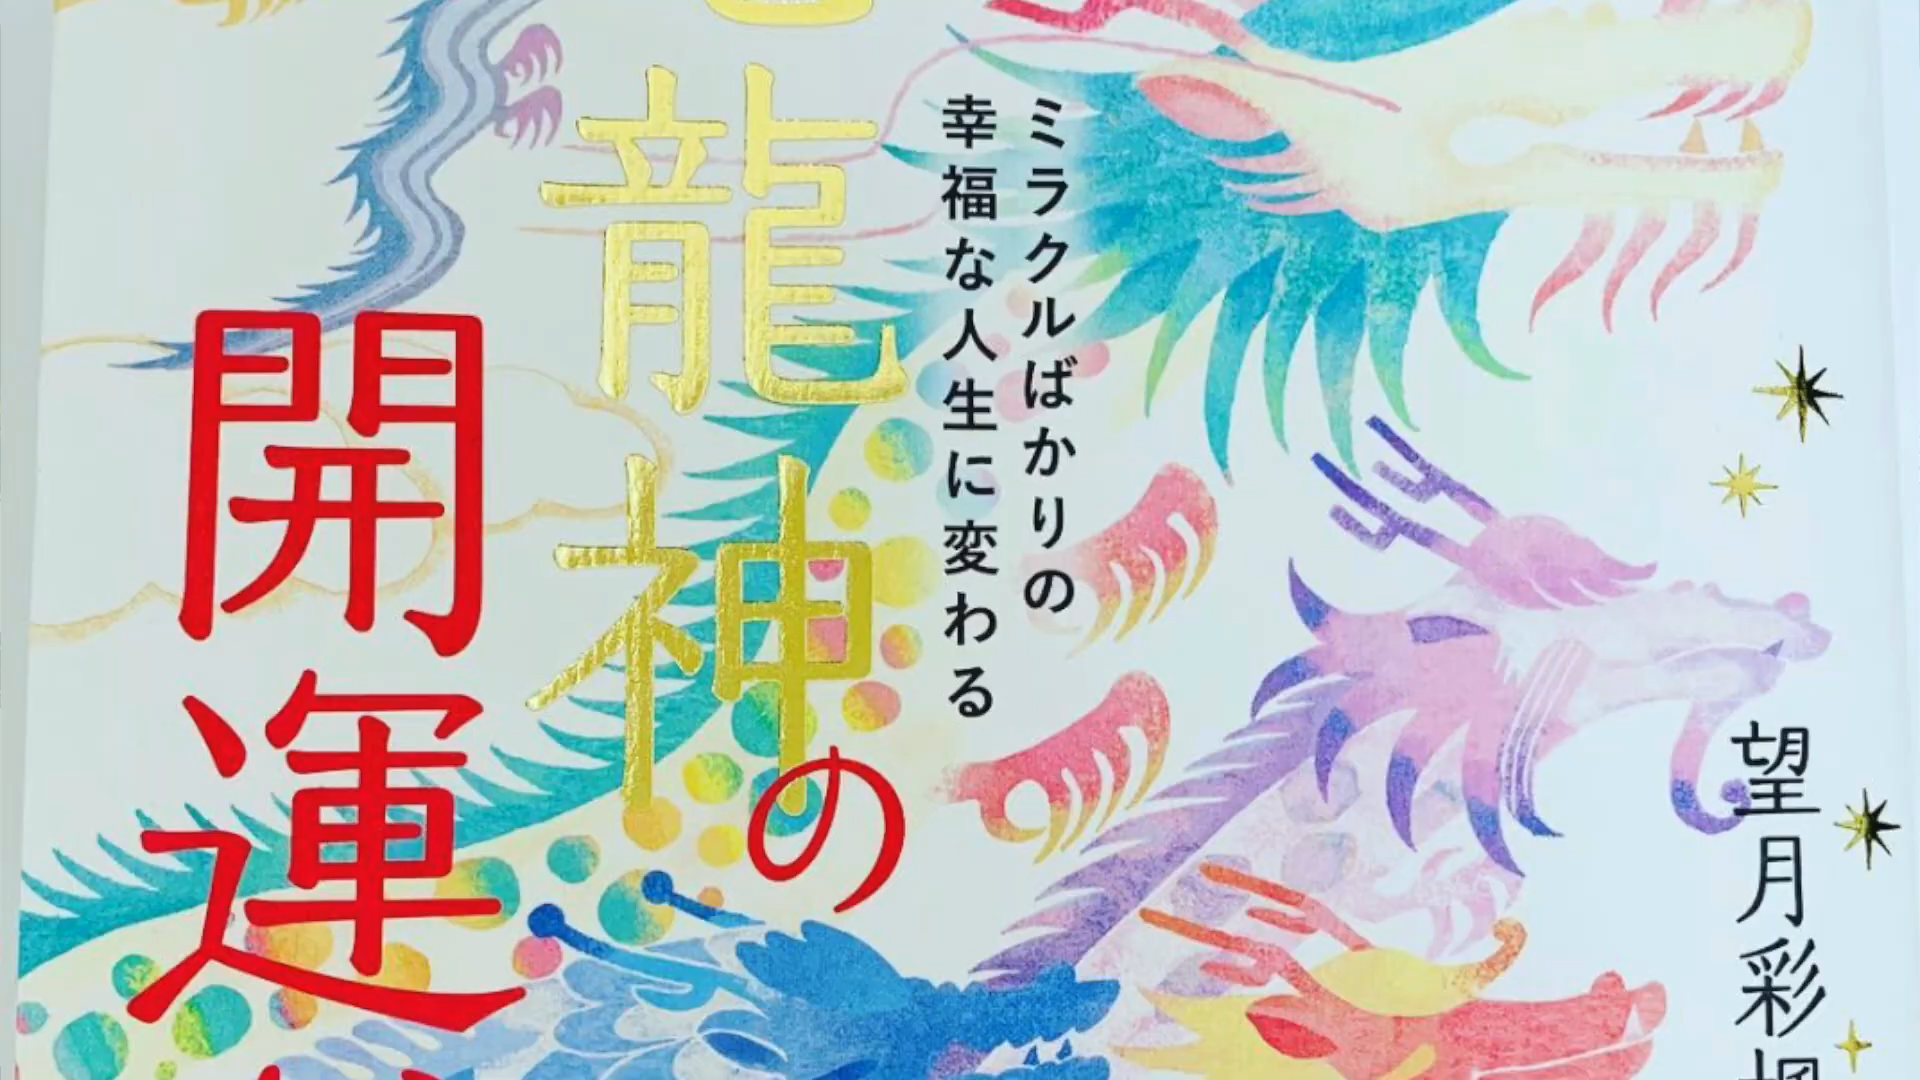 ミラクルばかりの
幸福な人生に変わる
龍神の
開運
望月彩